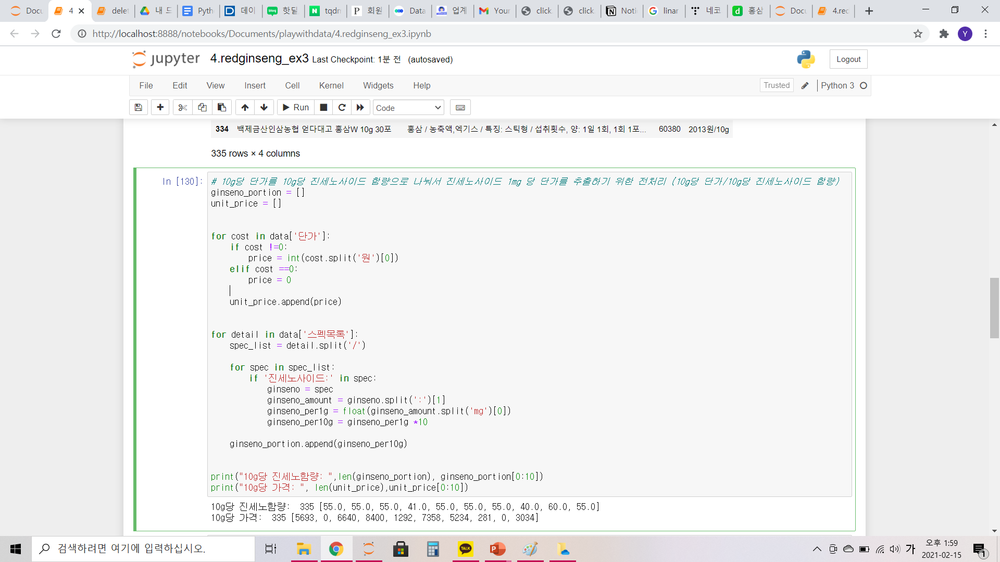 Docu
4
delet
내 드
Pyth
데이
핫딜
tqdn
회원
Data
업계
Your
click.
click.
Noti
linar
네코
홍삼
Docu
4.rec
http://localhost:8888/notebooks/Documents/playwithdata/4.redginseng_ex3.ipynb
Y
jupyter 4.redginseng_ex3 Last Checkpoint: 1분 전 (autosaved)
Logout
File Edit View Insert Cell Kernel Widgets Help
Trusted Python 3
Run Code
334 백제금산인삼농협 얻다대고 홍삼W 10g 30포 홍삼 / 농축액,엑기스 / 특징: 스틱형 / 섭취횟수, 양: 1일 1회, 1회 1포... 60380 2013원/10g
335 rows × 4 columns
In [130]:
# 10g당 단가를 10g당 진세노사이드 함량으로 나눠서 진세노사이드 1mg 당 단가를 추출하기 위한 전처리 (10g당 단가/10g당 진세노사이드 함량)
ginseno_portion = []
unit_price = []
for cost in data['단가']:
if cost !=0:
price = int(cost.split('원')[0])
elif cost ==0:
price = 0
unit_price.append(price)
for detail in data['스펙목록']:
spec_list = detail.split('/')
for spec in spec_list:
if '진세노사이드:' in spec:
ginseno = spec
ginseno_amount = ginseno.split(':')[1]
ginseno_per1g = float(ginseno_amount.split('mg')[0])
ginseno_per10g = ginseno_per1g *10
ginseno_portion.append(ginseno_per10g)
print("10g당 진세노함량: ",len(ginseno_portion), ginseno_portion[0:10])
print("10g당 가격: ", len(unit_price),unit_price[0:10])
10g당 진세노함량:  335 [55.0, 55.0, 55.0, 41.0, 55.0, 55.0, 55.0, 40.0, 60.0, 55.0]
10g당 가격:  335 [5693, 0, 6640, 8400, 1292, 7358, 5234, 281, 0, 3034]
검색하려면 여기에 입력하십시오.
TALK
가
오후 1:59
2021-02-15
1